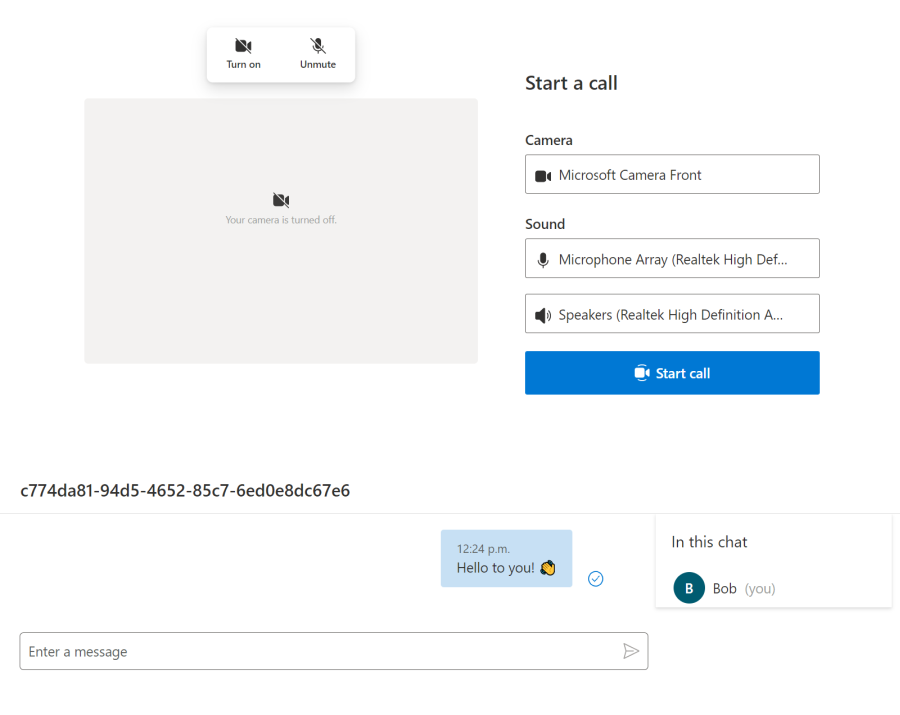 Turn on
Unmute
Your camera is turned off.
Start a call
Camera
Microsoft Camera Front
Sound
Microphone Array (Realtek High Def...
Speakers (Realtek High Definition A...
Start call
c774da81-94d5-4652-85c7-6ed0e8dc67e6
12:24 p.m.
Hello to you! 👏
In this chat
B
Bob (you)
Enter a message